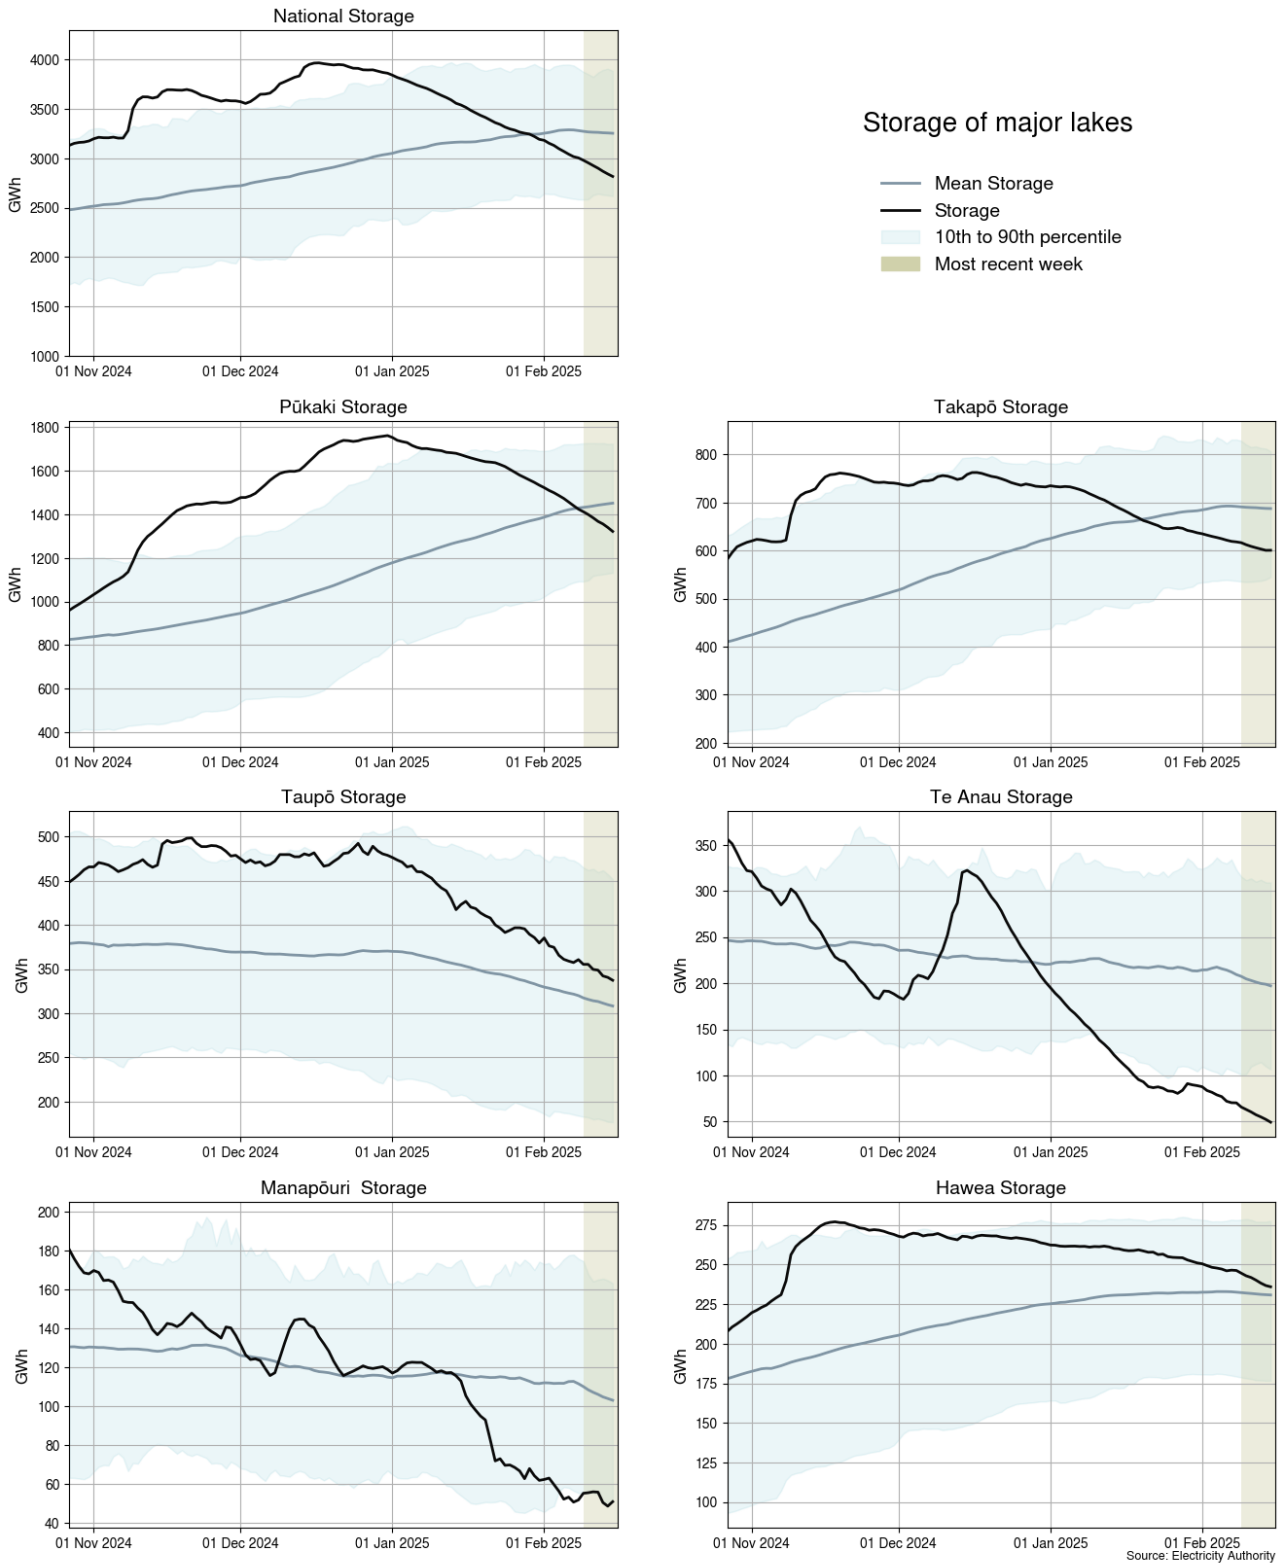 National Storage
GWh
4000
3500
3000
2500
2000
1500
1000
01 Nov 2024 01 Dec 2024 01 Jan 2025 01 Feb 2025
Storage of major lakes
Mean Storage
Storage
10th to 90th percentile
Most recent week
Pūkaki Storage
GWh
1800
1600
1400
1200
1000
800
600
400
01 Nov 2024 01 Dec 2024 01 Jan 2025 01 Feb 2025
Takapō Storage
GWh
800
700
600
500
400
300
200
01 Nov 2024 01 Dec 2024 01 Jan 2025 01 Feb 2025
Taupō Storage
GWh
500
450
400
350
300
250
200
01 Nov 2024 01 Dec 2024 01 Jan 2025 01 Feb 2025
Te Anau Storage
GWh
350
300
250
200
150
100
50
01 Nov 2024 01 Dec 2024 01 Jan 2025 01 Feb 2025
Manapōuri  Storage
GWh
200
180
160
140
120
100
80
60
40
01 Nov 2024 01 Dec 2024 01 Jan 2025 01 Feb 2025
Hawea Storage
GWh
275
250
225
200
175
150
125
100
01 Nov 2024 01 Dec 2024 01 Jan 2025 01 Feb 2025
Source: Electricity Authority